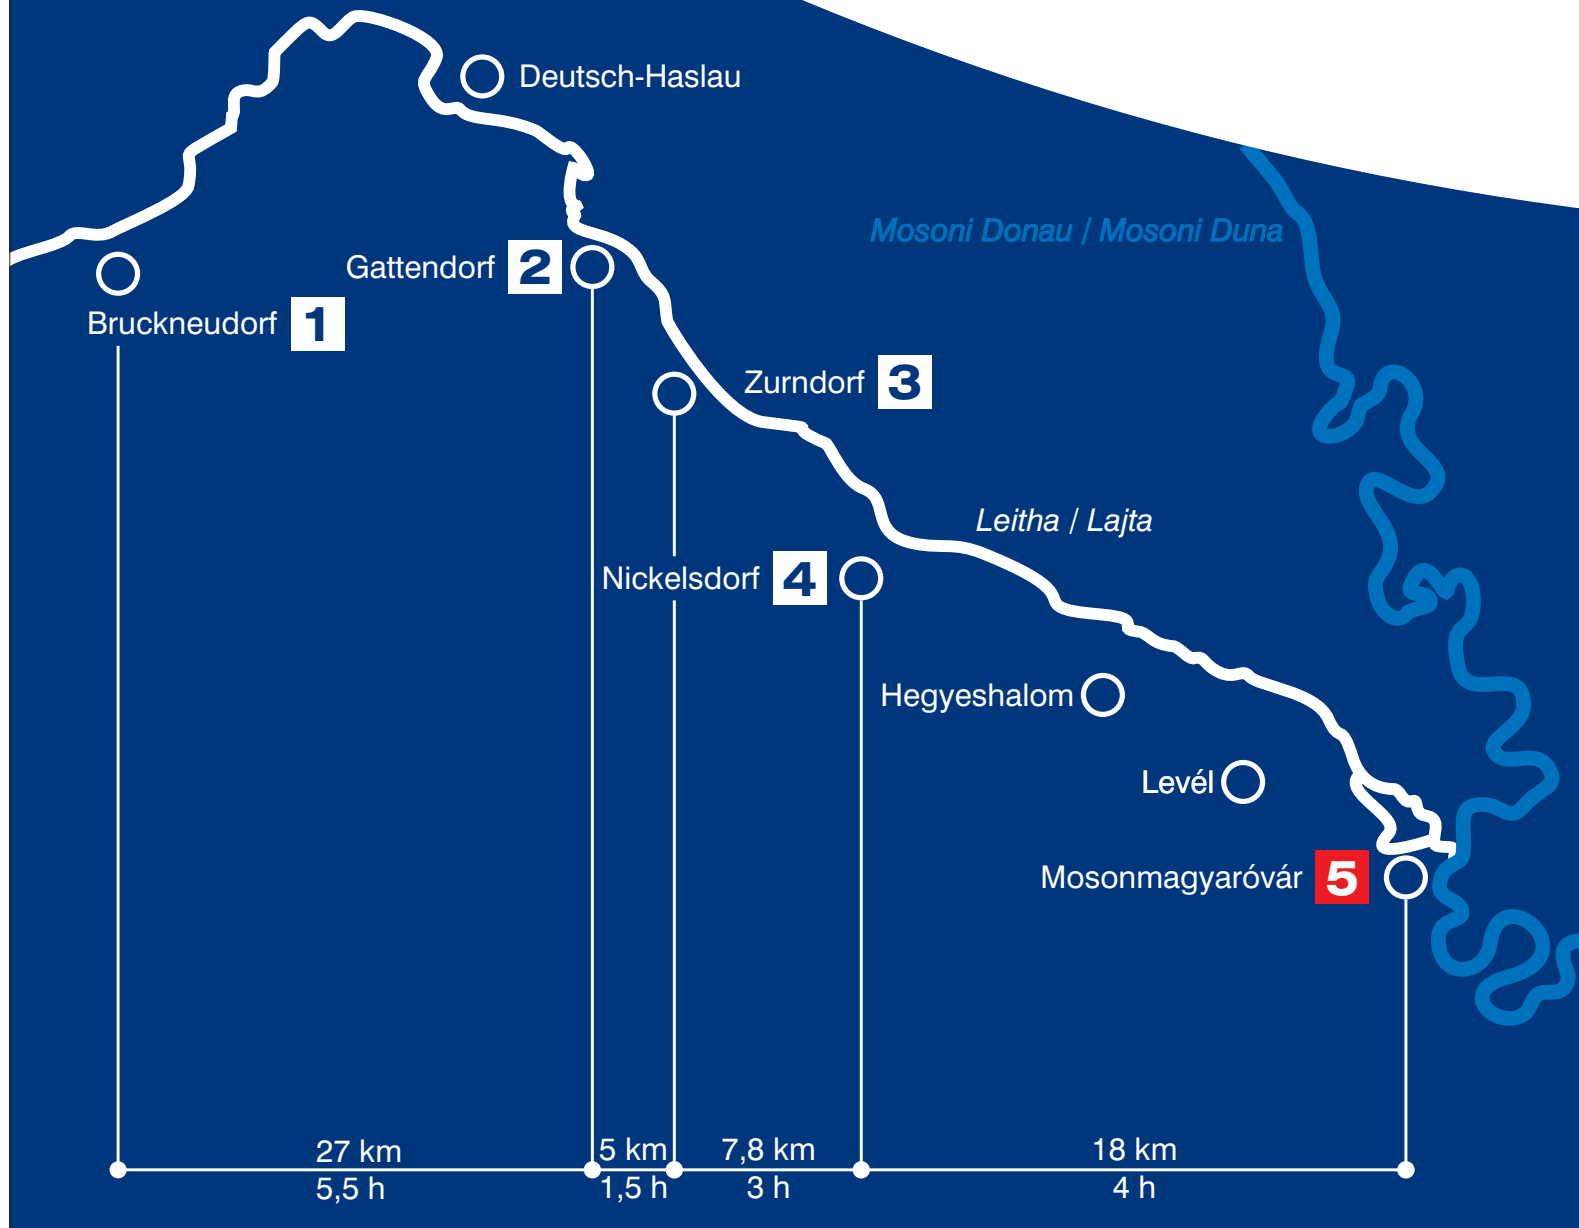 Deutsch-Haslau
Mosoni Donau / Mosoni Duna
Gattendorf 2
Bruckneudorf 1
Zurndorf 3
Leitha / Lajta
Nickelsdorf 4
Hegyeshalom
Levél
Mosonmagyaróvár 5
27 km 5 km 7,8 km 18 km
5,5 h 1,5 h 3 h 4 h